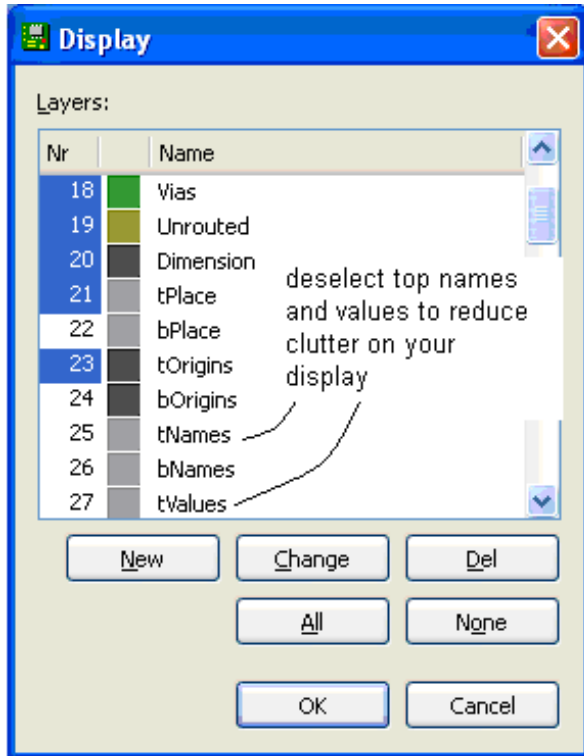 Display
Layers:
Nr Name
18 Vias
19 Unrouted
20 Dimension
21 tPlace
22 bPlace
23 tOrigins
24 bOrigins
25 tNames
26 bNames
27 tValues
deselect top names
and values to reduce
clutter on your
display
New Change Del
All None
OK Cancel